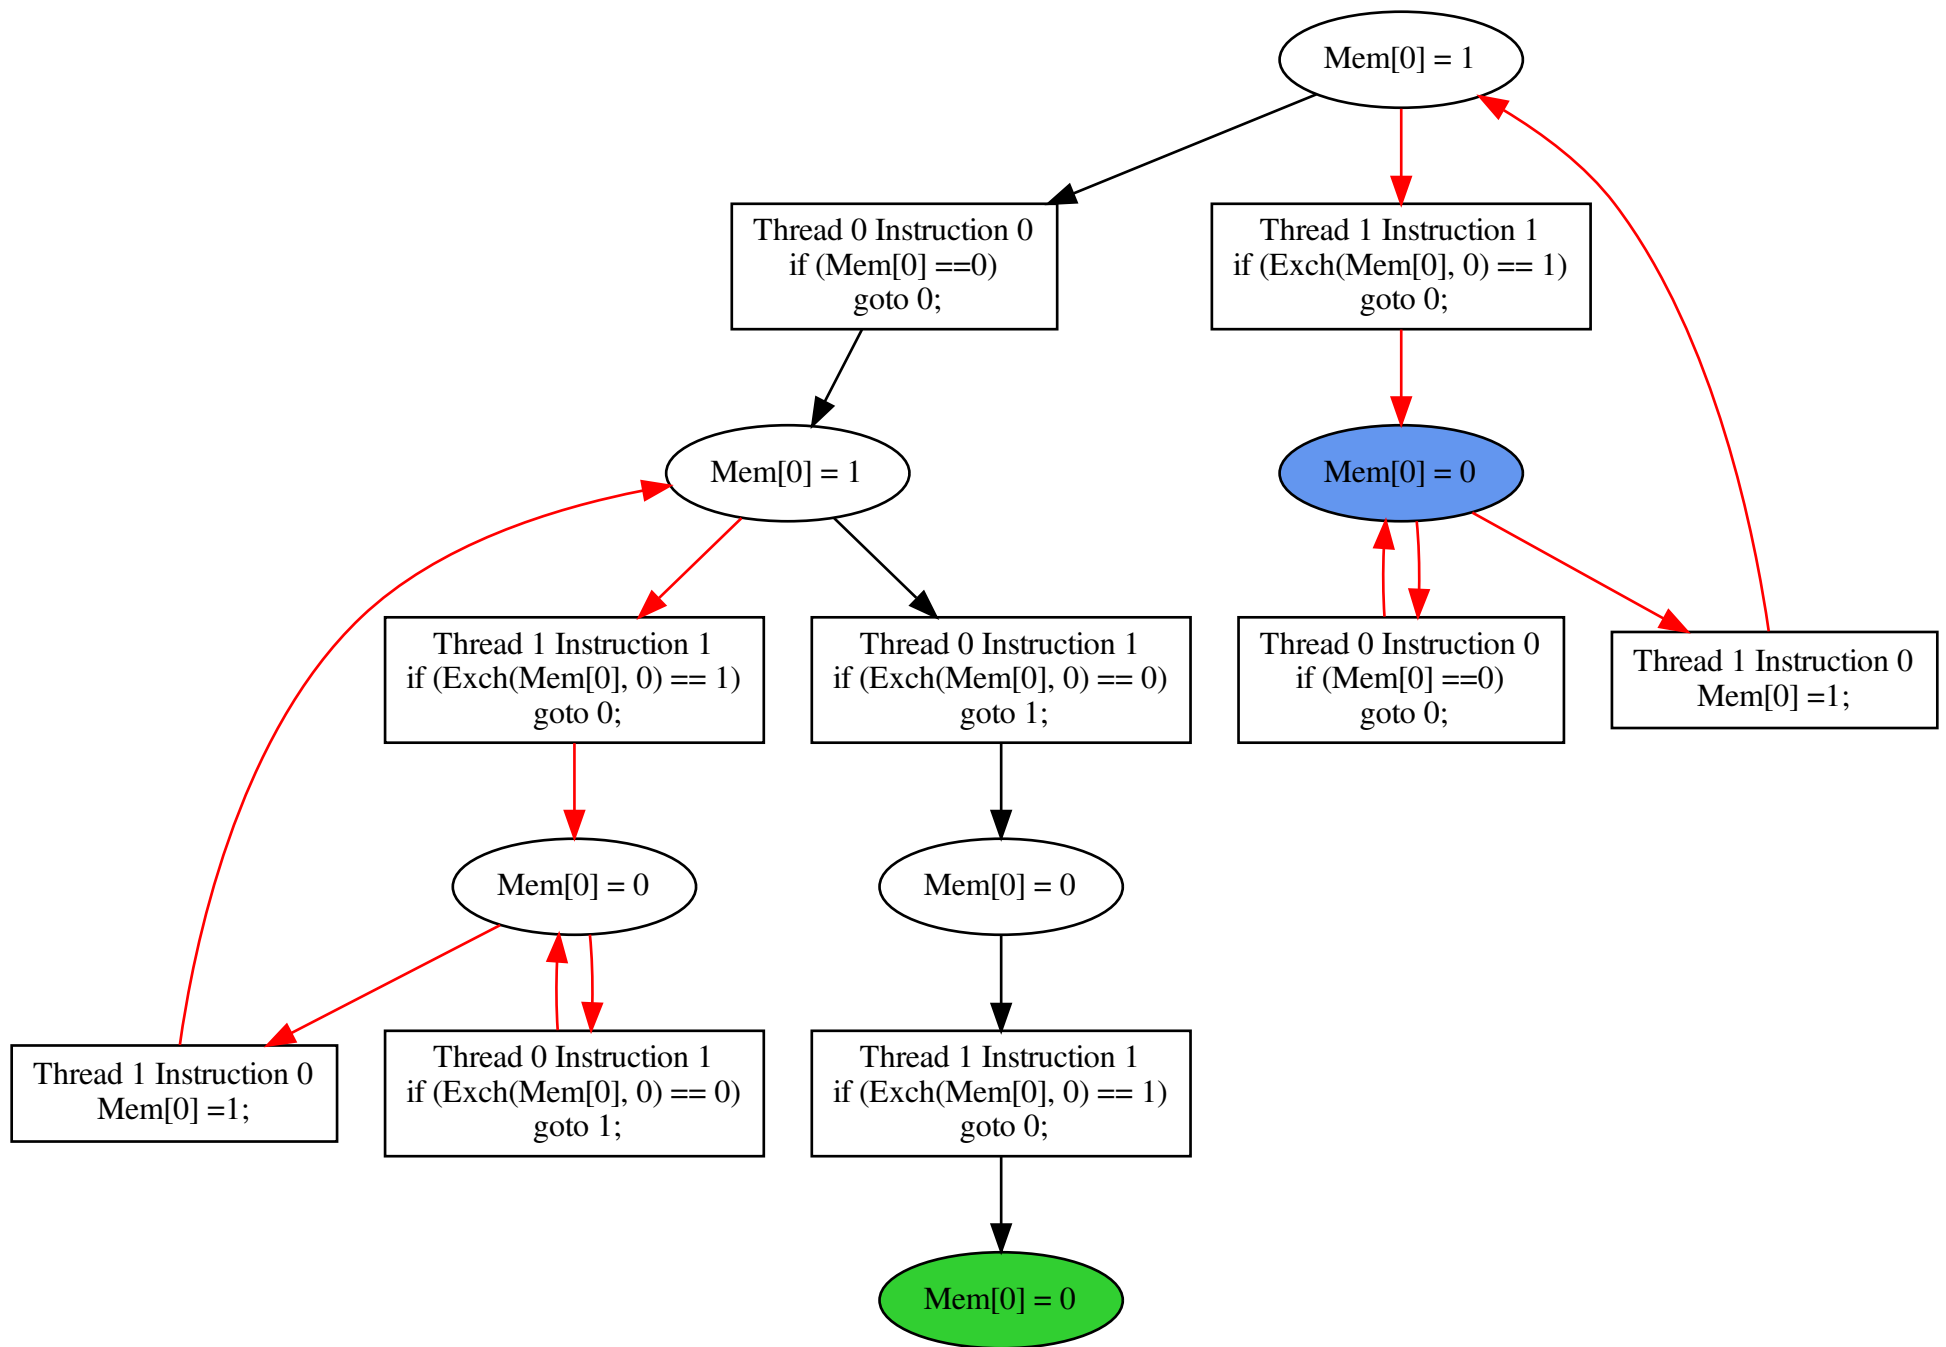 Mem[0] = 1
Thread 0 Instruction 0
if (Mem[0] ==0)
goto 0;
Thread 1 Instruction 1
if (Exch(Mem[0], 0) == 1)
goto 0;
Mem[0] = 1
Mem[0] = 0
Thread 1 Instruction 1
if (Exch(Mem[0], 0) == 1)
goto 0;
Thread 0 Instruction 1
if (Exch(Mem[0], 0) == 0)
goto 1;
Thread 0 Instruction 0
if (Mem[0] ==0)
goto 0;
Thread 1 Instruction 0
Mem[0] =1;
Mem[0] = 0
Mem[0] = 0
Thread 1 Instruction 0
Mem[0] =1;
Thread 0 Instruction 1
if (Exch(Mem[0], 0) == 0)
goto 1;
Thread 1 Instruction 1
if (Exch(Mem[0], 0) == 1)
goto 0;
Mem[0] = 0